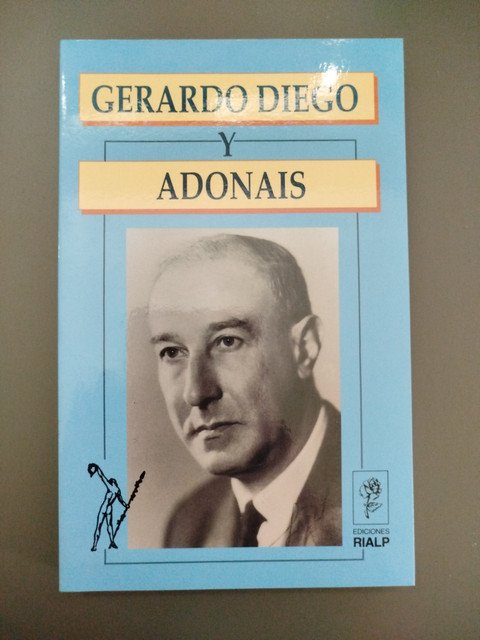 GERARDO DIEGO
Y
ADONAIS
EDICIONES
RIALP